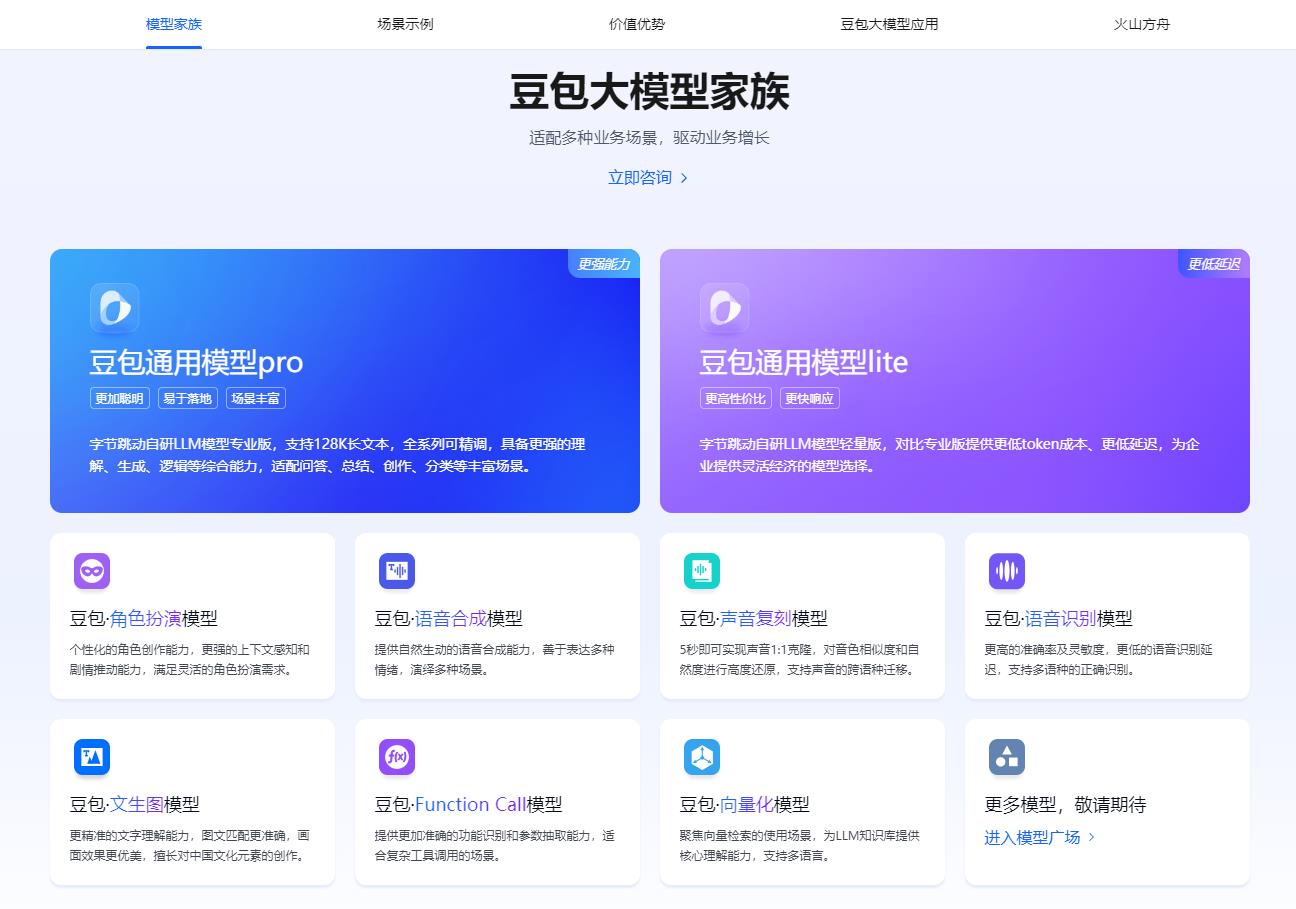 模型家族
场景示例
价值优势
豆包大模型应用
火山方舟
豆包大模型家族
适配多种业务场景，驱动业务增长
立即咨询
更强能力
豆包通用模型pro
更加聪明
易于落地
场景丰富
字节跳动自研LLM模型专业版，支持128K长文本，全系列可精调，具备更强的理
解、生成、逻辑等综合能力，适配问答、总结、创作、分类等丰富场景。
更低延迟
豆包通用模型lite
更高性价比
更快响应
字节跳动自研LLM模型轻量版，对比专业版提供更低token成本、更低延迟，为企
业提供灵活经济的模型选择。
豆包·角色扮演模型
个性化的角色创作能力，更强的上下文感知和
剧情推动能力，满足灵活的角色扮演需求。
豆包·语音合成模型
提供自然生动的语音合成能力，善于表达多种
情绪，演绎多种场景。
豆包·声音复刻模型
5秒即可实现声音1:1克隆，对音色相似度和自
然度进行高度还原，支持声音的跨语种迁移。
豆包·语音识别模型
更高的准确率及灵敏度，更低的语音识别延
迟，支持多语种的正确识别。
豆包·文生图模型
更精准的文字理解能力，图文匹配更准确，画
面效果更优美，擅长对中国文化元素的创作。
豆包·Function Call模型
提供更加准确的功能识别和参数抽取能力，适
合复杂工具调用的场景。
豆包·向量化模型
聚焦向量检索的使用场景，为LLM知识库提供
核心理解能力，支持多语言。
更多模型，敬请期待
进入模型广场